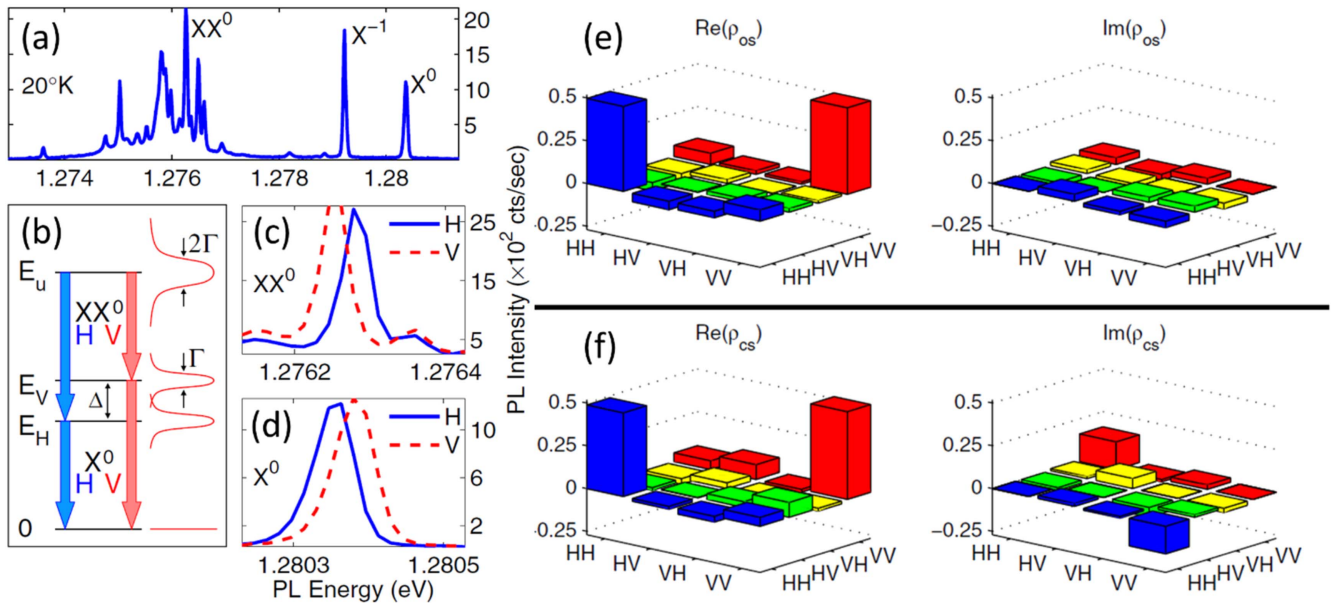 (a)
XX⁰
X⁻¹
X⁰
20°K
20
15
10
5
1.274
1.276
1.278
1.28
(b)
2Γ
E_u
XX⁰
H V
Γ
E_V
Δ
E_H
X⁰
H V
0
(c)
H
V
XX⁰
25
15
5
1.2762
1.2764
(d)
H
V
X⁰
10
6
2
1.2803
1.2805
PL Energy (eV)
PL Intensity (×10² cts/sec)
(e)
Re(ρ_os)
0.5
0.25
0
-0.25
HH
HV
VH
VV
HH
HV
VH
VV
Im(ρ_os)
0.5
0.25
0
−0.25
HH
HV
VH
VV
HH
HV
VH
VV
(f)
Re(ρ_cs)
0.5
0.25
0
-0.25
HH
HV
VH
VV
HH
HV
VH
VV
Im(ρ_cs)
0.5
0.25
0
−0.25
HH
HV
VH
VV
HH
HV
VH
VV